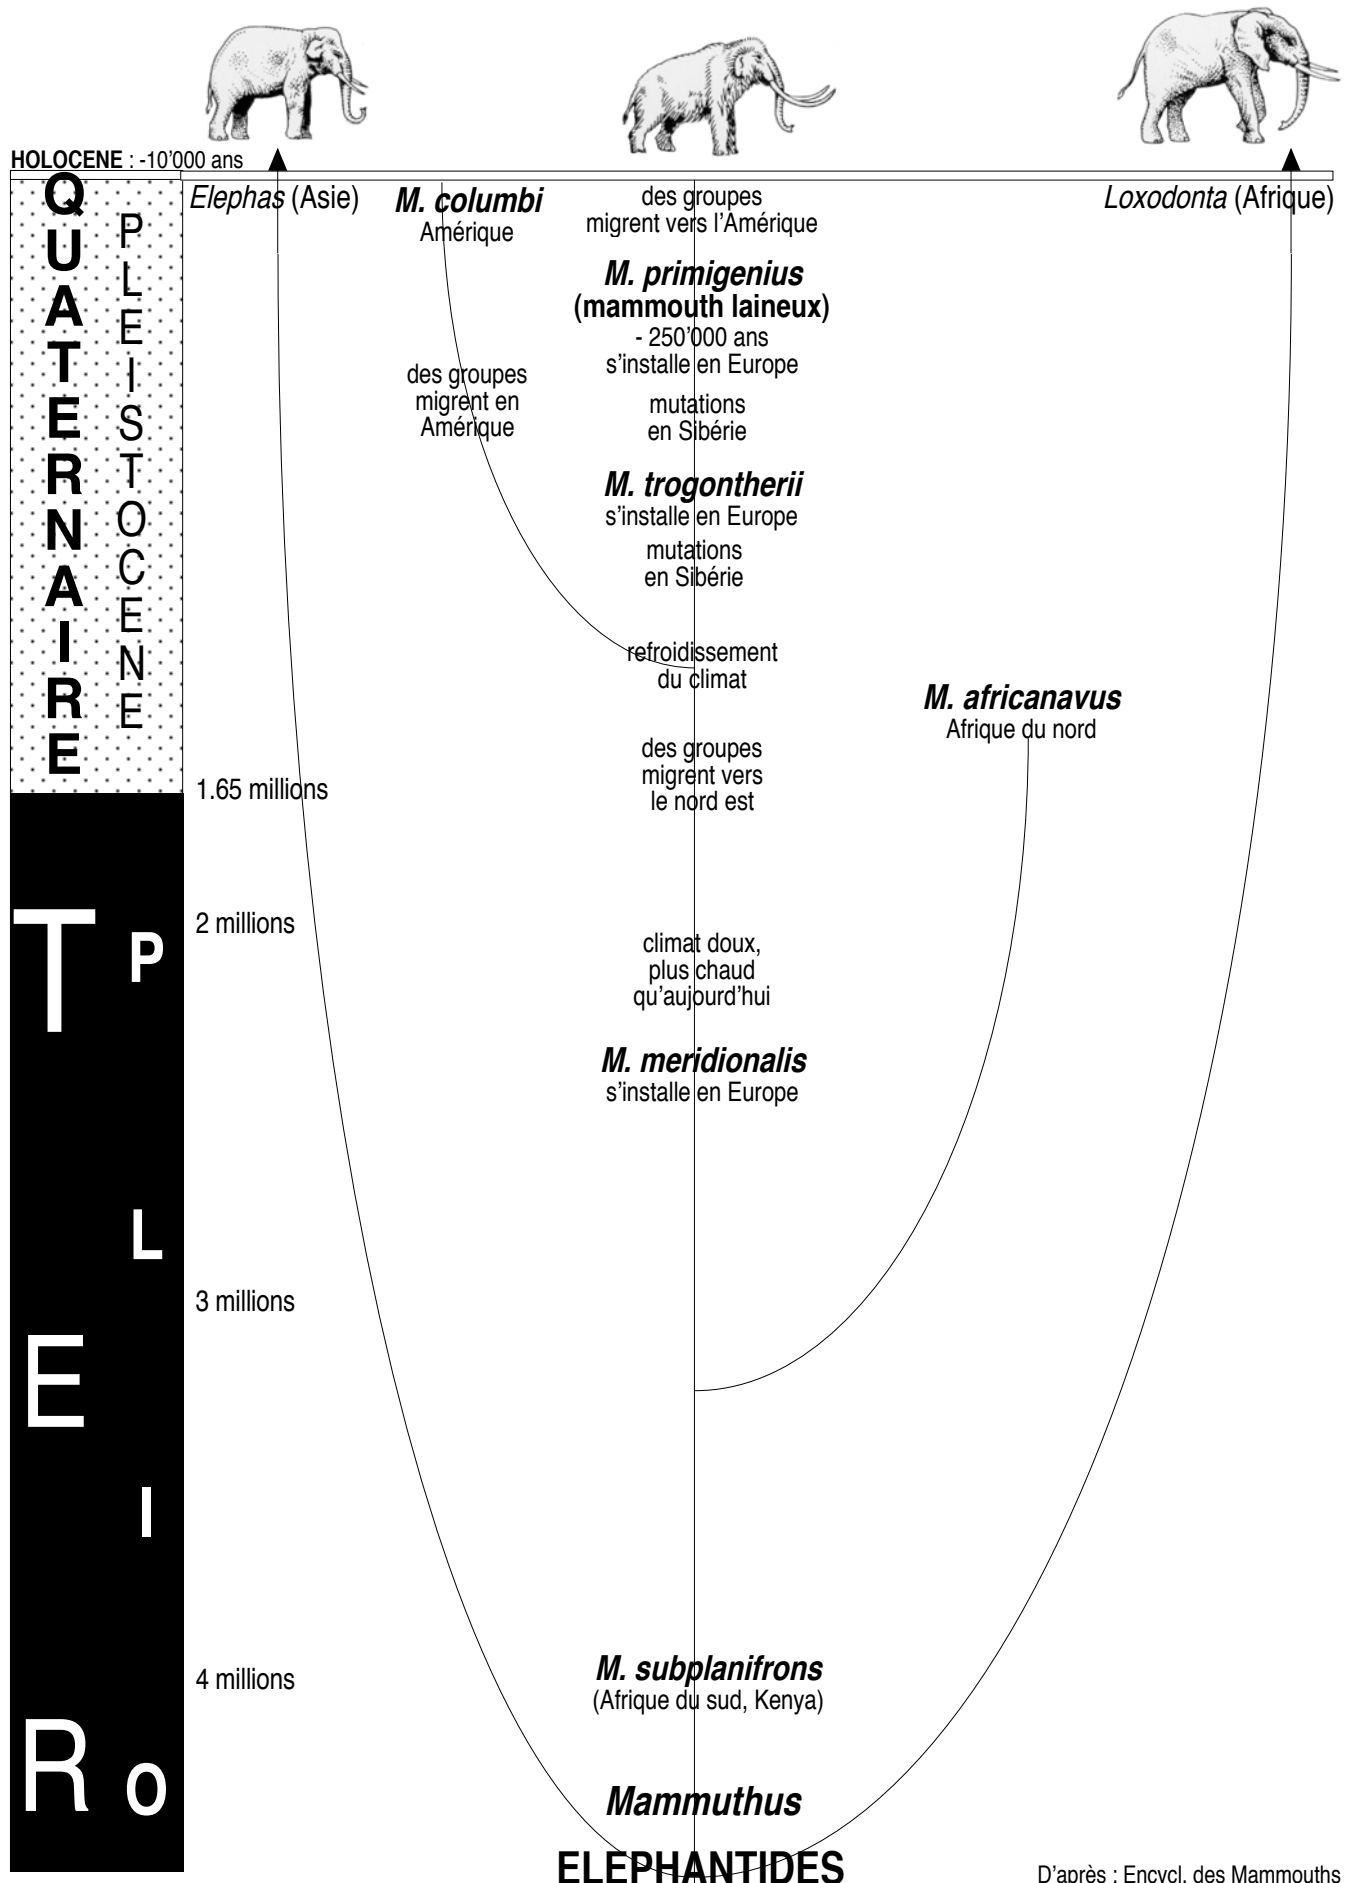 HOLOCENE : -10'000 ans
QUATERNAIRE
PLEISTOCENE
Elephas (Asie)
M. columbi
Amérique
des groupes
migrent vers l'Amérique
Loxodonta (Afrique)
M. primigenius
(mammouth laineux)
- 250'000 ans
s'installe en Europe
des groupes
migrent en
Amérique
mutations
en Sibérie
M. trogontherii
s'installe en Europe
mutations
en Sibérie
refroidissement
du climat
M. africanavus
Afrique du nord
des groupes
migrent vers
le nord est
1.65 millions
TER
PLIO
2 millions
climat doux,
plus chaud
qu'aujourd'hui
M. meridionalis
s'installe en Europe
3 millions
4 millions
M. subplanifrons
(Afrique du sud, Kenya)
Mammuthus
ELEPHANTIDES
D'après : Encycl. des Mammouths